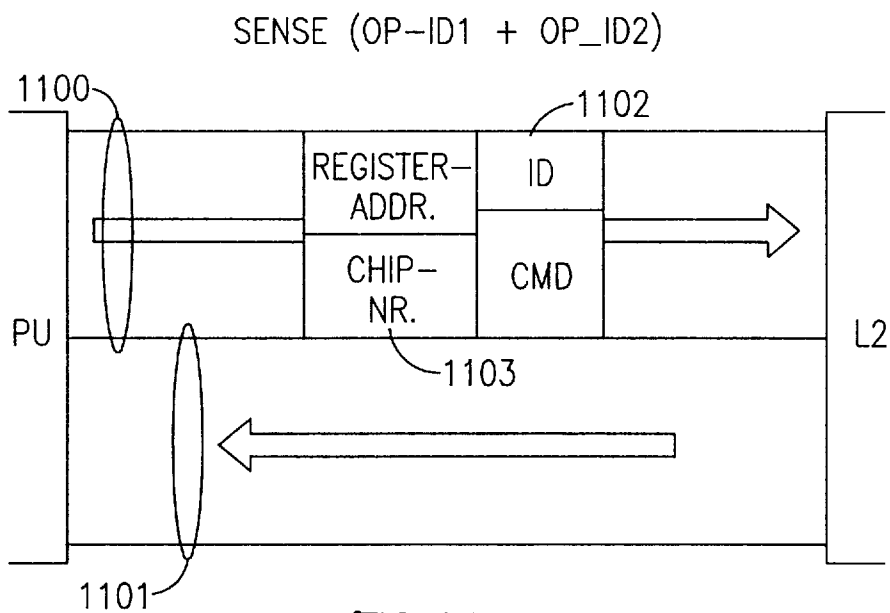 SENSE (OP-ID1 + OP_ID2)
1100
1102
REGISTER-
ADDR.
ID
CHIP-
NR.
CMD
PU
L2
1103
1101